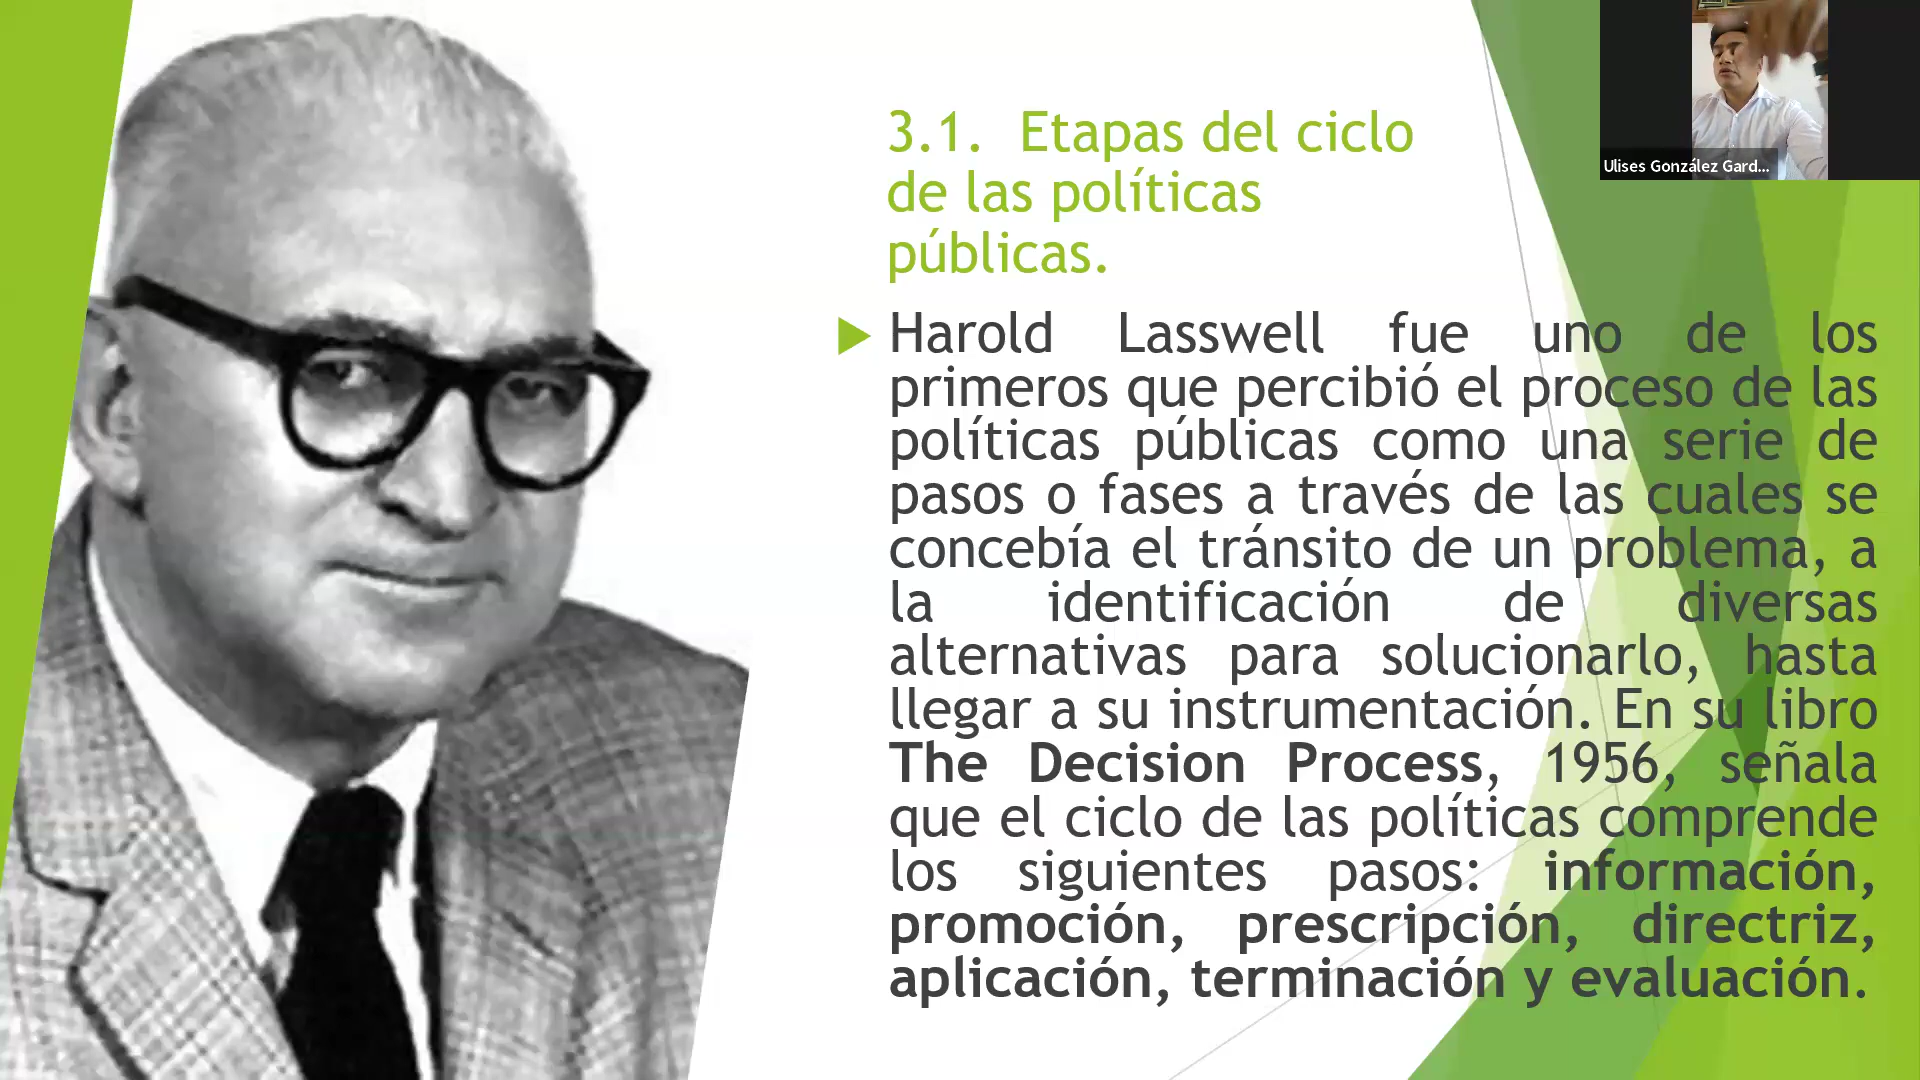 3.1. Etapas del ciclo
de las políticas
públicas.
Ulises González Gard...
Harold Lasswell fue uno de los
primeros que percibió el proceso de las
políticas públicas como una serie de
pasos o fases a través de las cuales se
concebía el tránsito de un problema, a
la identificación de diversas
alternativas para solucionarlo, hasta
llegar a su instrumentación. En su libro
The Decision Process, 1956, señala
que el ciclo de las políticas comprende
los siguientes pasos: información,
promoción, prescripción, directriz,
aplicación, terminación y evaluación.